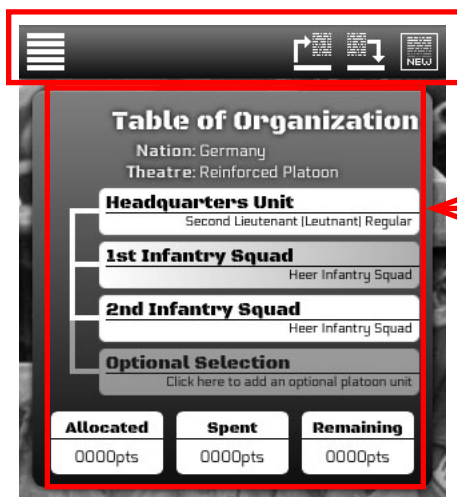 NEW
Table of Organization
Nation: Germany
Theatre: Reinforced Platoon
Headquarters Unit
Second Lieutenant (Leutnant) Regular
1st Infantry Squad
Heer Infantry Squad
2nd Infantry Squad
Heer Infantry Squad
Optional Selection
Click here to add an optional platoon unit
Allocated Spent Remaining
0000pts 0000pts 0000pts